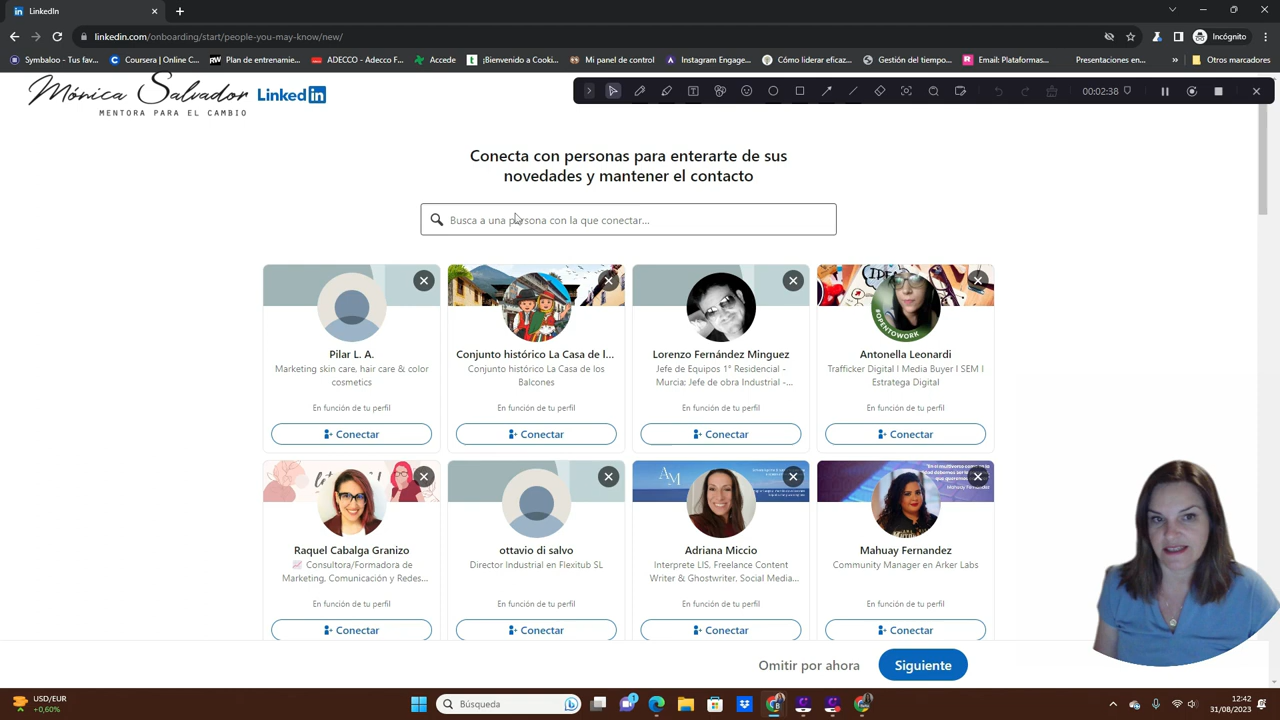 LinkedIn
linkedin.com/onboarding/start/people-you-may-know/new/
Incógnito
Symbaloo - Tus fav...
Coursera | Online C...
Plan de entrenamie...
ADECCO - Adecco F...
Accede
¡Bienvenido a Cooki...
Mi panel de control
Instagram Engage...
Cómo liderar eficaz...
Gestión del tiempo...
Email: Plataformas...
Presentaciones en...
Otros marcadores
Mónica Salvador
MENTORA PARA EL CAMBIO
LinkedIn
00:02:38
Conecta con personas para enterarte de sus
novedades y mantener el contacto
Busca a una persona con la que conectar...
Pilar L. A.
Marketing skin care, hair care & color
cosmetics
En función de tu perfil
Conectar
Conjunto histórico La Casa de l...
Conjunto histórico La Casa de los
Balcones
En función de tu perfil
Conectar
Lorenzo Fernández Minguez
Jefe de Equipos 1° Residencial -
Murcia: Jefe de obra Industrial -...
En función de tu perfil
Conectar
#OPENTOWORK
Antonella Leonardi
Trafficker Digital I Media Buyer I SEM I
Estratega Digital
En función de tu perfil
Conectar
Raquel Cabalga Granizo
📈 Consultora/Formadora de
Marketing, Comunicación y Redes...
En función de tu perfil
Conectar
ottavio di salvo
Director Industrial en Flexitub SL
En función de tu perfil
Conectar
AM
Adriana Miccio
Interprete LIS, Freelance Content
Writer & Ghostwriter, Social Media...
En función de tu perfil
Conectar
Mahuay Fernandez
Community Manager en Arker Labs
En función de tu perfil
Conectar
Omitir por ahora
Siguiente
USD/EUR
+0,60%
Búsqueda
12:42
31/08/2023